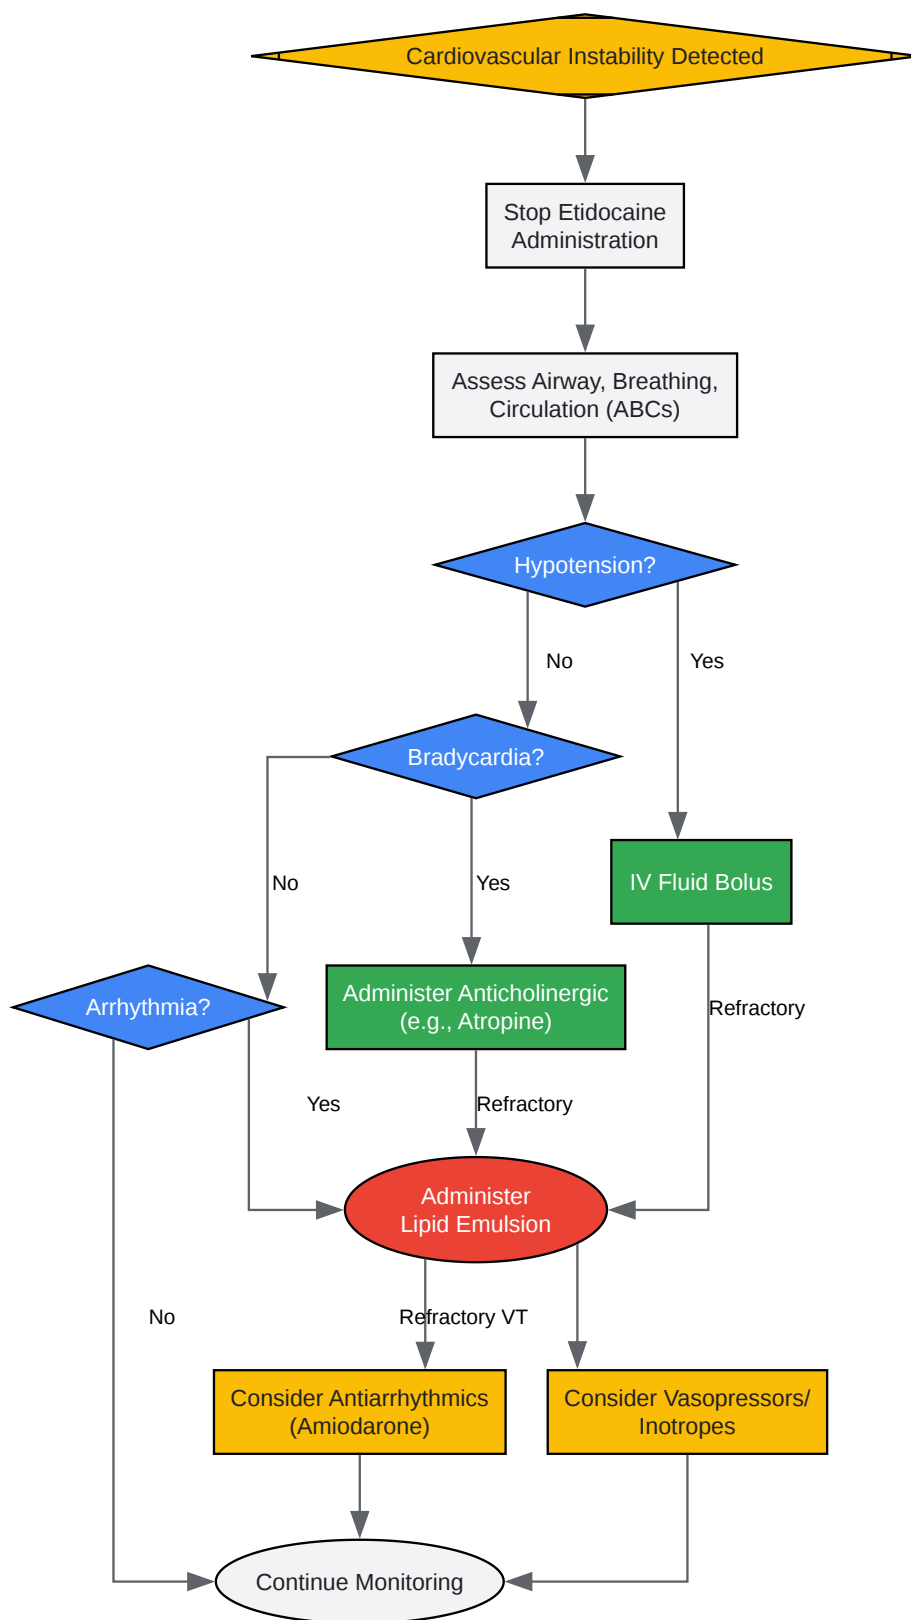 Cardiovascular Instability Detected
Stop Etidocaine
Administration
Assess Airway, Breathing,
Circulation (ABCs)
Hypotension?
No
Yes
Bradycardia?
No
Yes
IV Fluid Bolus
Arrhythmia?
Administer Anticholinergic
(e.g., Atropine)
Refractory
Yes
Refractory
Administer
Lipid Emulsion
No
Refractory VT
Consider Antiarrhythmics
(Amiodarone)
Consider Vasopressors/
Inotropes
Continue Monitoring